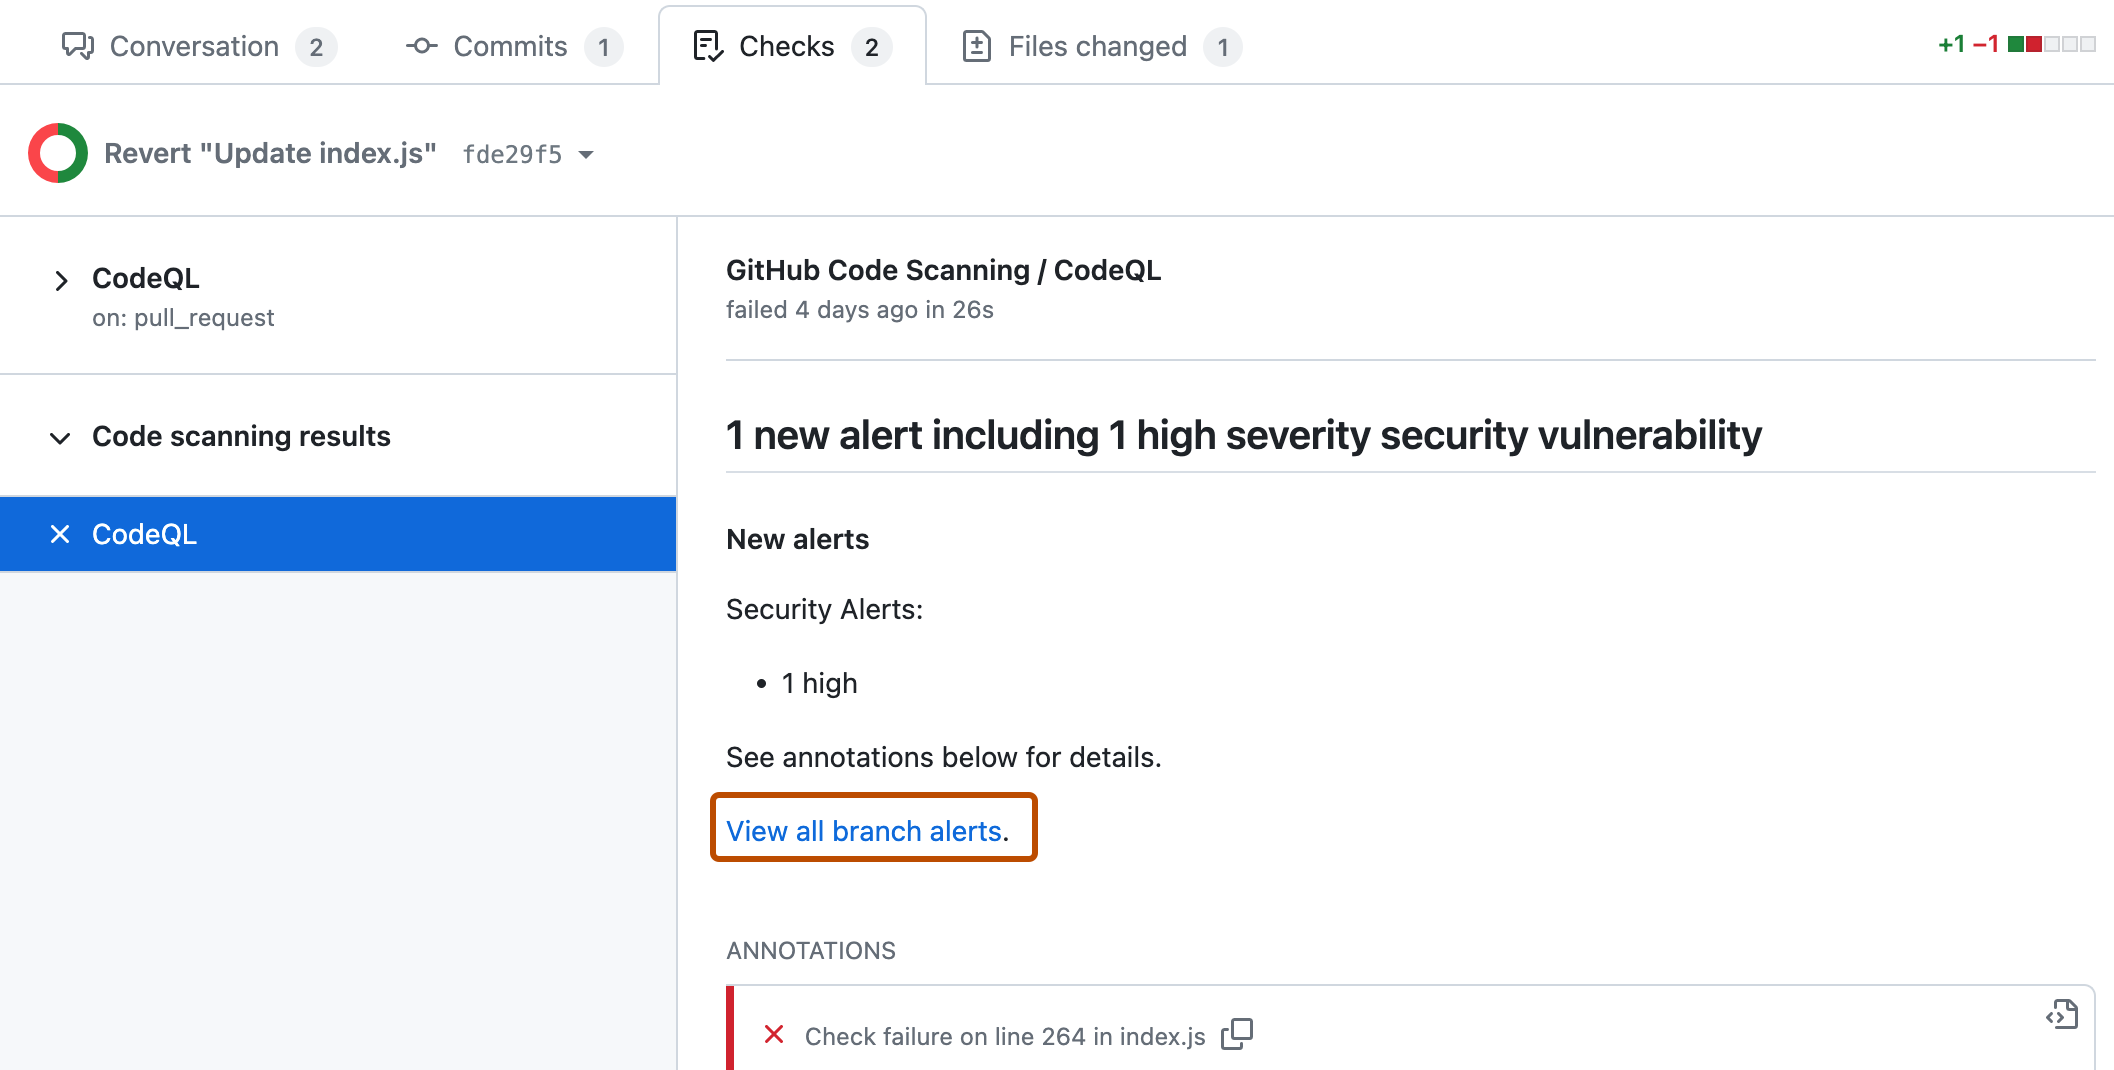 Conversation 2 Commits 1 Checks 2 Files changed 1 +1 −1
Revert "Update index.js" fde29f5
CodeQL
on: pull_request
Code scanning results
CodeQL
GitHub Code Scanning / CodeQL
failed 4 days ago in 26s
1 new alert including 1 high severity security vulnerability
New alerts
Security Alerts:
• 1 high
See annotations below for details.
View all branch alerts.
ANNOTATIONS
Check failure on line 264 in index.js